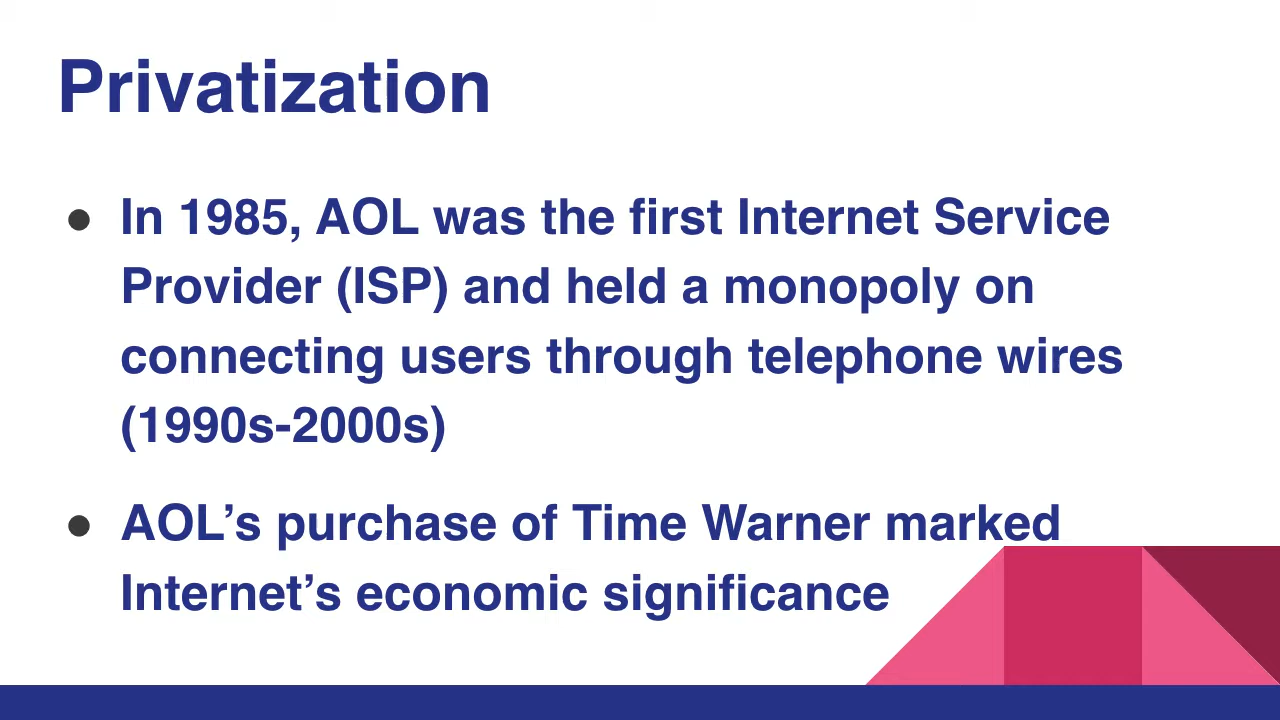 Privatization
● In 1985, AOL was the first Internet Service
Provider (ISP) and held a monopoly on
connecting users through telephone wires
(1990s-2000s)
● AOL’s purchase of Time Warner marked
Internet’s economic significance